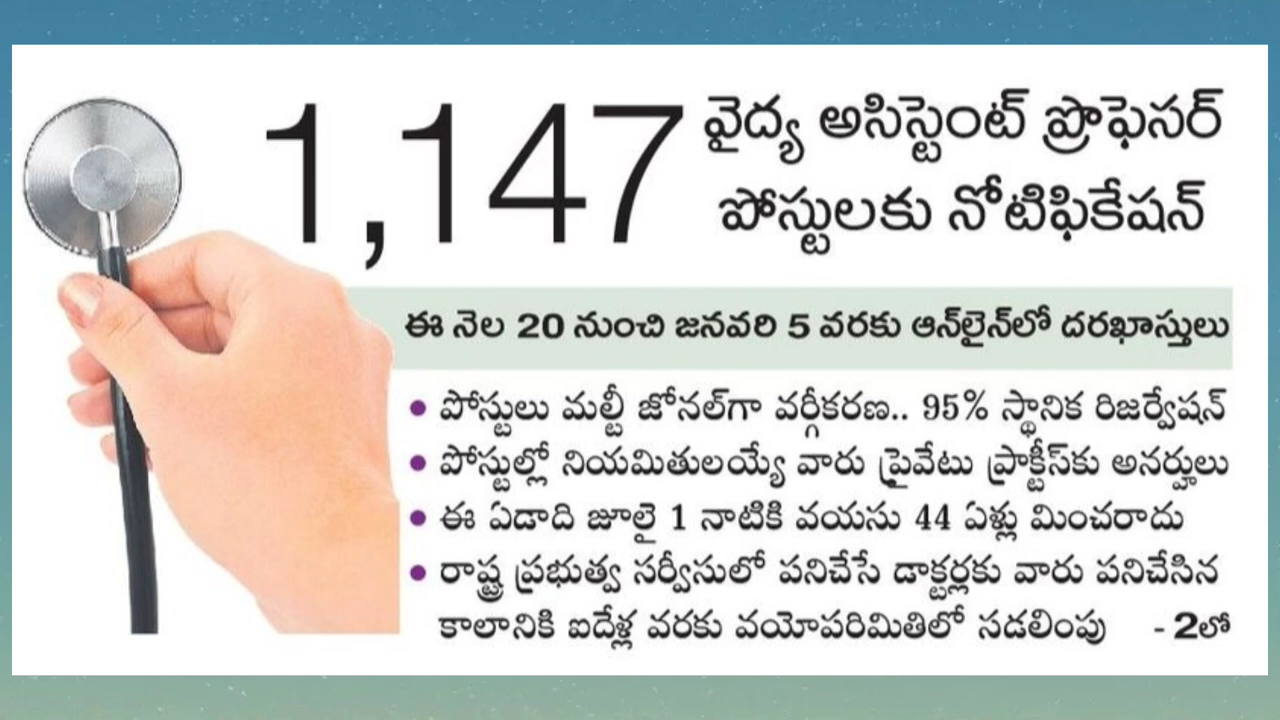 1,147 వైద్య అసిస్టెంట్ ప్రొఫెసర్
పోస్టులకు నోటిఫికేషన్
ఈ నెల 20 నుంచి జనవరి 5 వరకు ఆన్‌లైన్‌లో దరఖాస్తులు
• పోస్టులు మల్టీ జోనల్‌గా వర్గీకరణ.. 95% స్థానిక రిజర్వేషన్
• పోస్టుల్లో నియమితులయ్యే వారు ప్రైవేటు ప్రాక్టీస్‌కు అనర్హులు
• ఈ ఏడాది జూలై 1 నాటికి వయసు 44 ఏళ్లు మించరాదు
• రాష్ట్ర ప్రభుత్వ సర్వీసులో పనిచేసే డాక్టర్లకు వారు పనిచేసిన
కాలానికి ఐదేళ్ల వరకు వయోపరిమితిలో సడలింపు - 2లో